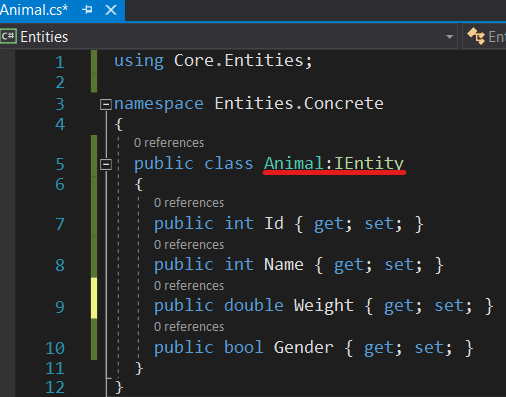 Animal.cs*
C# Entities
Enti
1 using Core.Entities;
2
3 namespace Entities.Concrete
4 {
0 references
5 public class Animal:IEntity
6 {
0 references
7 public int Id { get; set; }
0 references
8 public int Name { get; set; }
0 references
9 public double Weight { get; set; }
0 references
10 public bool Gender { get; set; }
11 }
12 }